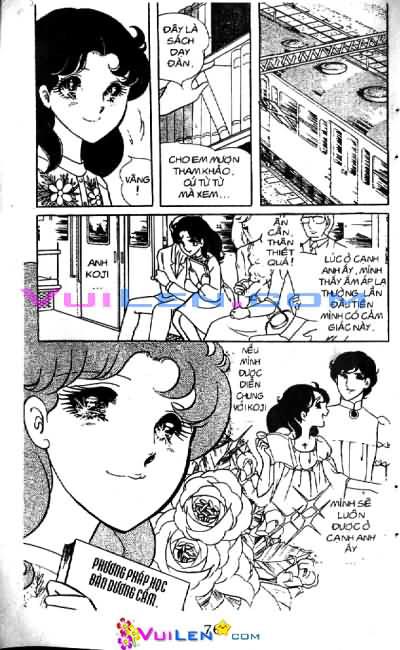 ĐÂY LÀ
SÁCH
DẠY
ĐÀN,
CHO EM MƯỢN
THAM KHẢO,
CỨ TỪ TỪ
MÀ XEM...
VÂNG!
ANH
KOJI
ÂN
CẦN,
THÂN
THIẾT
QUÁ!
LÚC Ở CẠNH
ANH ẤY, MÌNH
THẤY ẤM ÁP LẠ
THƯỜNG. LẦN
ĐẦU TIÊN
MÌNH CÓ CẢM
GIÁC NÀY.
VUILEN.COM
NẾU
MÌNH
ĐƯỢC
DIỄN
CHUNG
VỚI KOJI
MÌNH SẼ
LUÔN
ĐƯỢC Ở
CẠNH ANH
ẤY
PHƯƠNG PHÁP HỌC
ĐÀN DƯƠNG CẦM.
VUILEN
.COM